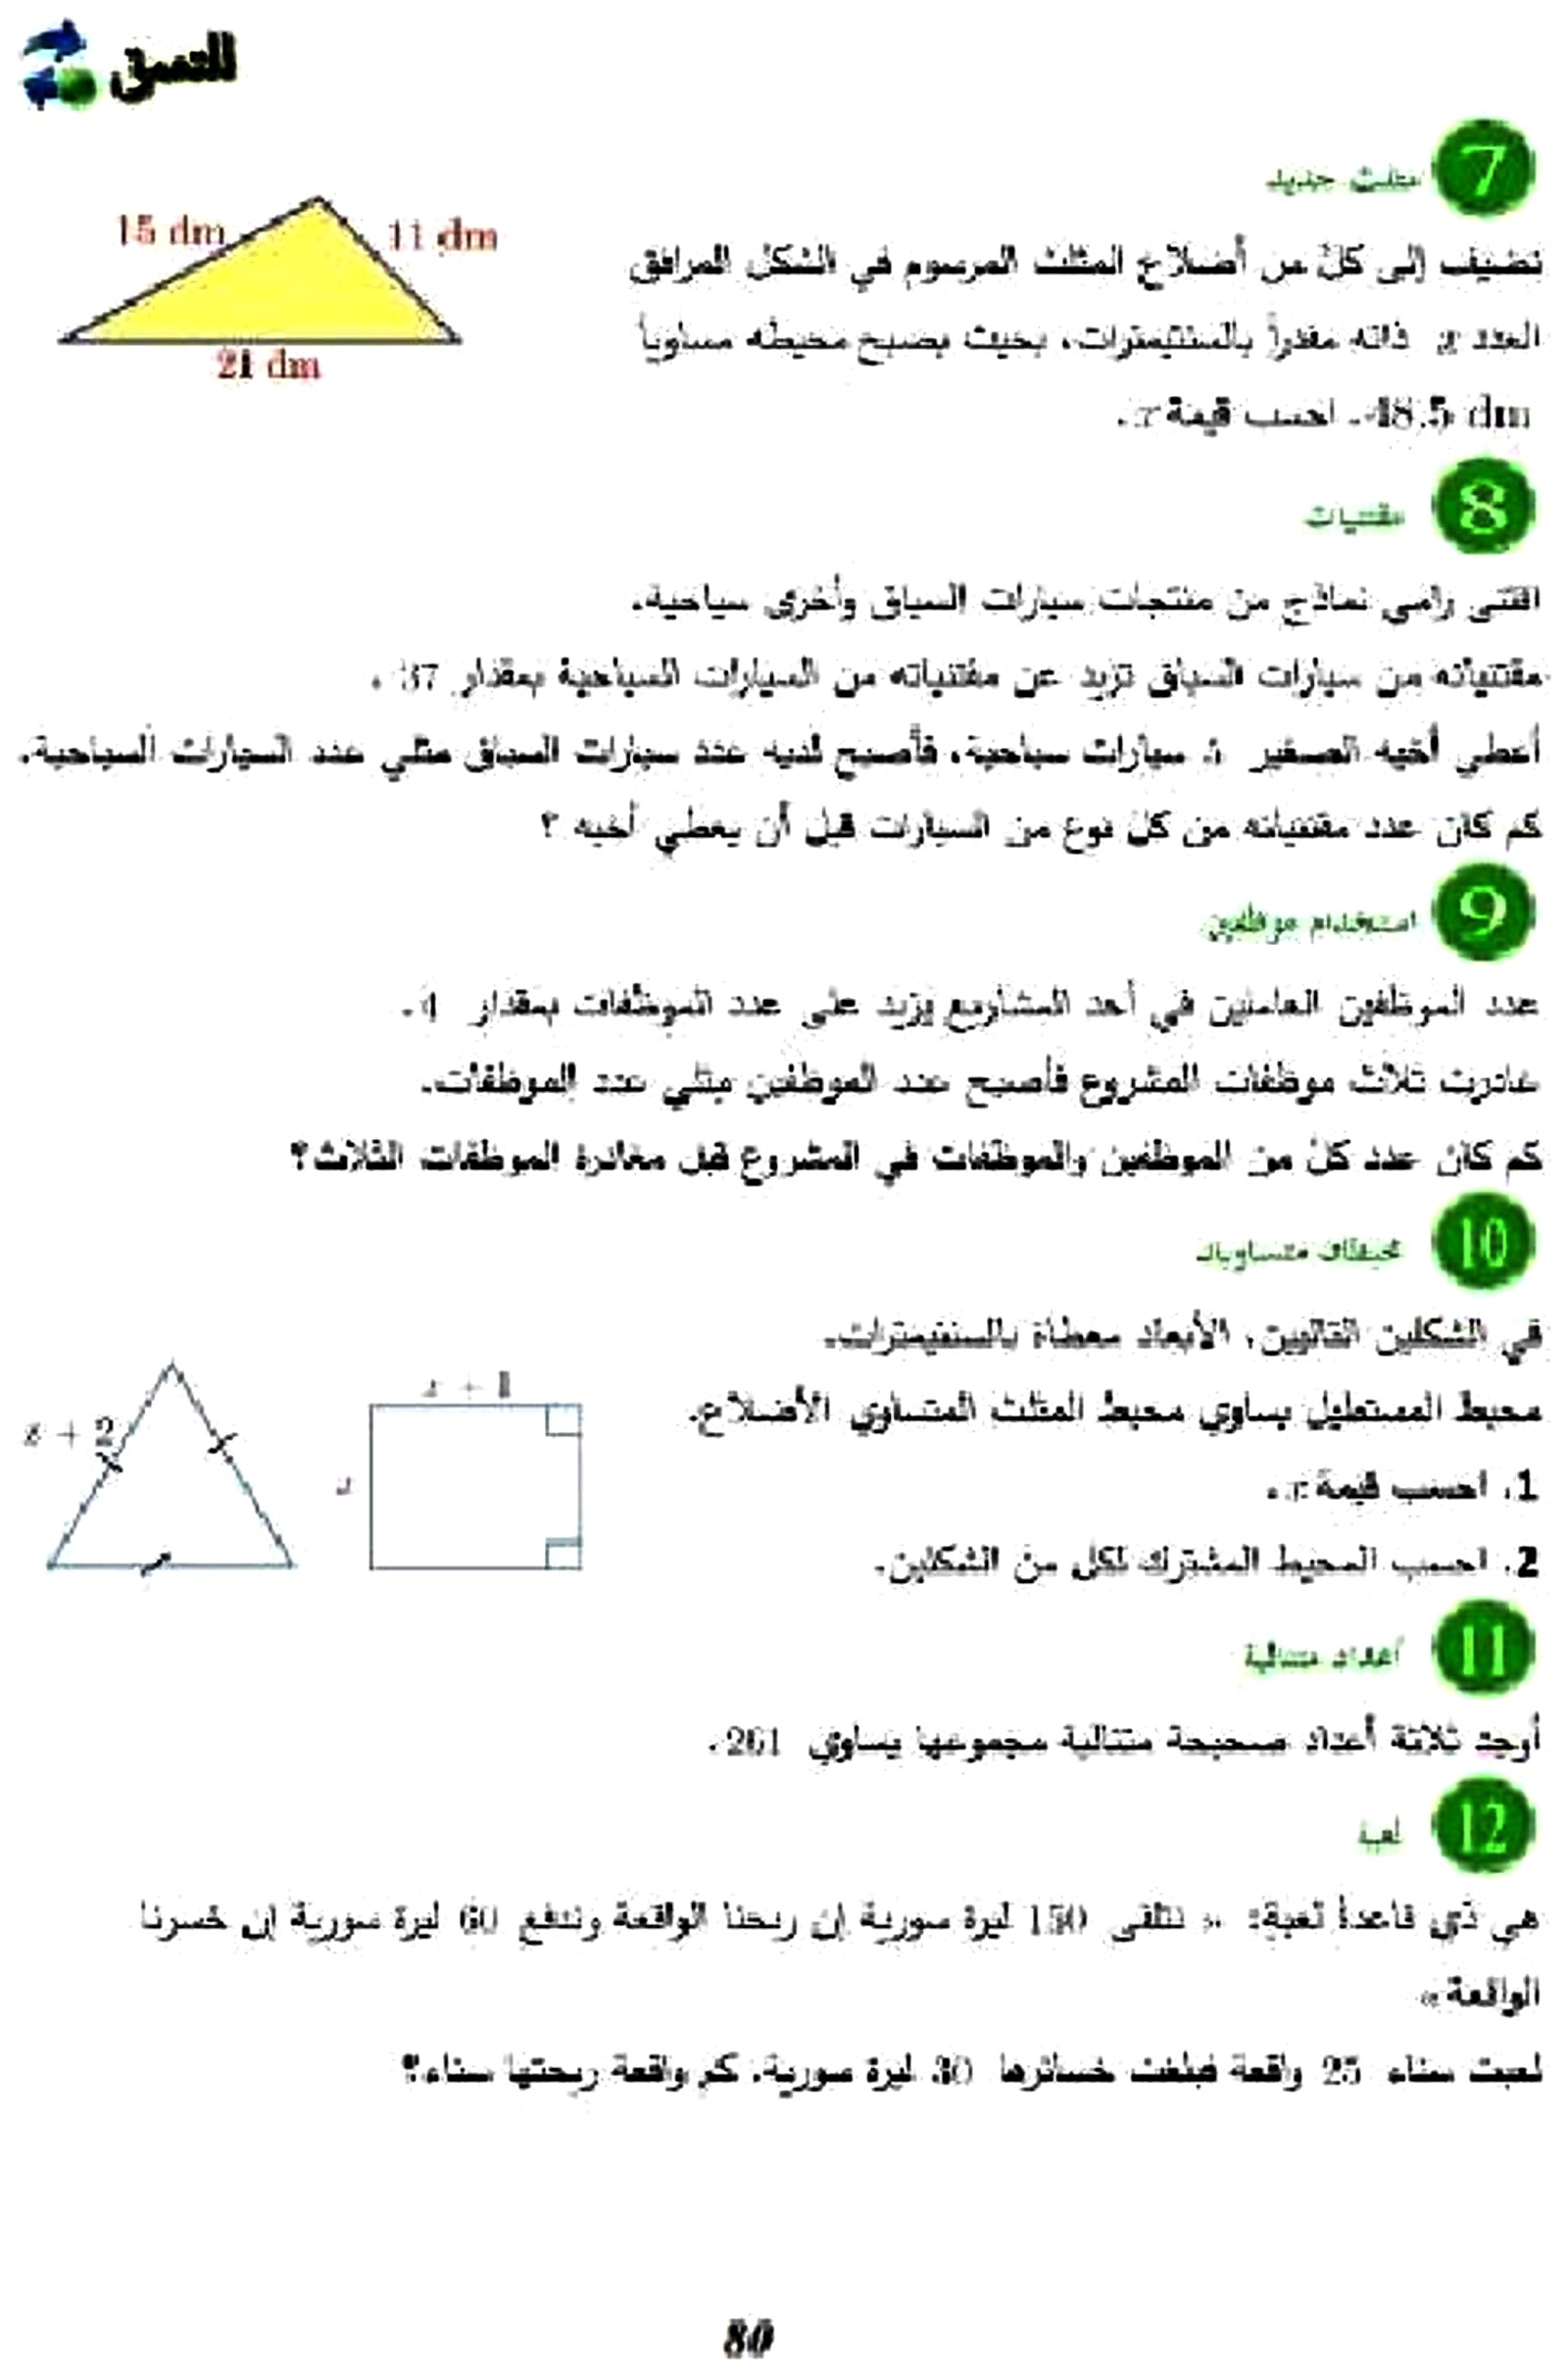 للتعمق
7 مثلث جديد
نضيف إلى كلّ من أضلاع المثلث المرسوم في الشكل المرافق
العدد x ذاته مقدراً بالسنتيمترات، بحيث يصبح محيطه مساوياً
48.5 dm. احسب قيمة x.
15 dm
11 dm
21 dm
8 مقتنيات
اقتنى رامي نماذج من منتجات سيارات السباق وأخرى سياحية.
مقتنياته من سيارات السباق تزيد عن مقتنياته من السيارات السياحية بمقدار 37.
أعطى أخيه الصغير سيارات سياحية، فأصبح لديه عدد سيارات السباق مثلي عدد السيارات السياحية.
كم كان عدد مقتنياته من كل نوع من السيارات قبل أن يعطي أخيه ؟
9 استخدام موظفين
عدد الموظفين العاملين في أحد المشاريع يزيد على عدد الموظفات بمقدار 4.
غادرت ثلاث موظفات المشروع فأصبح عدد الموظفين مثلي عدد الموظفات.
كم كان عدد كلّ من الموظفين والموظفات في المشروع قبل مغادرة الموظفات الثلاث؟
10 محيطات متساويات
في الشكلين التاليين، الأبعاد معطاة بالسنتيمترات.
محيط المستطيل يساوي محيط المثلث المتساوي الأضلاع.
1. احسب قيمة x.
2. احسب المحيط المشترك لكل من الشكلين.
x + 1
x
+ 2
11 أعداد متتالية
أوجد ثلاثة أعداد صحيحة متتالية مجموعها يساوي 261.
12 لعبة
هي ذي قاعدة لعبة: « نتلقى 150 ليرة سورية إن ربحنا الواقعة وندفع 60 ليرة سورية إن خسرنا
الواقعة »
لعبت سناء 25 واقعة فبلغت خسائرها 30 ليرة سورية. كم واقعة ربحتها سناء؟
80